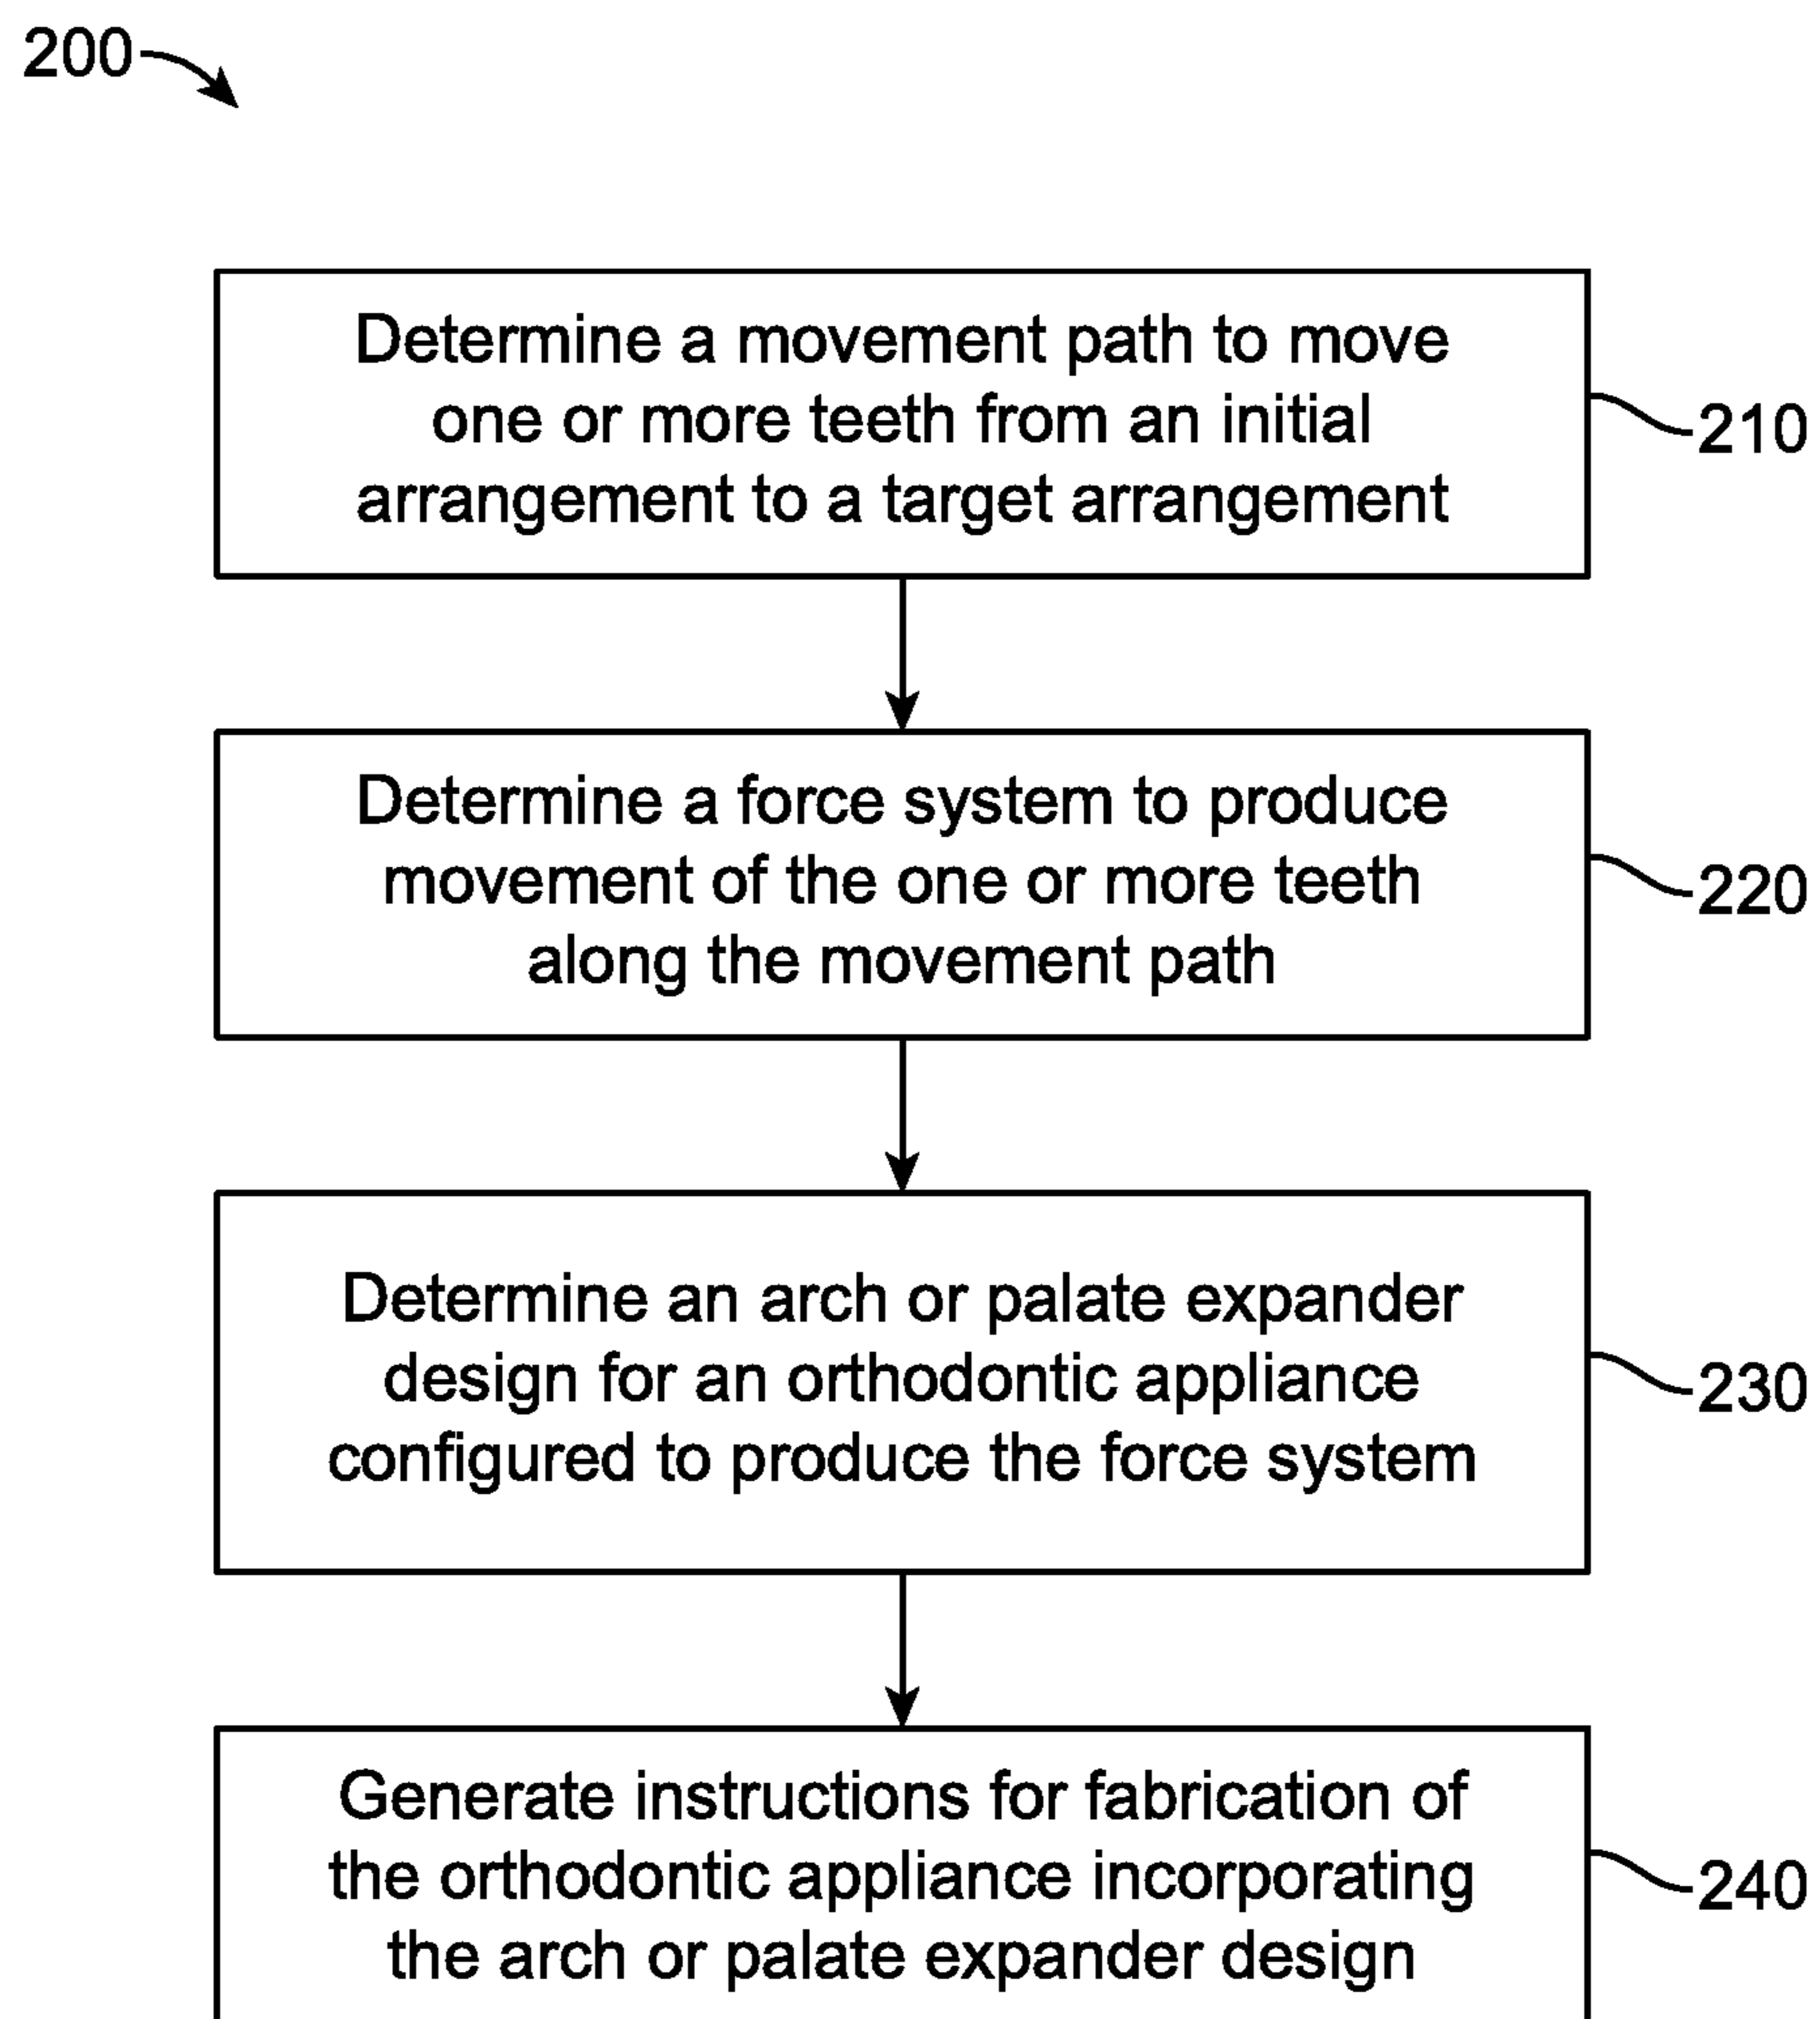 200
Determine a movement path to move
one or more teeth from an initial
arrangement to a target arrangement
210
Determine a force system to produce
movement of the one or more teeth
along the movement path
220
Determine an arch or palate expander
design for an orthodontic appliance
configured to produce the force system
230
Generate instructions for fabrication of
the orthodontic appliance incorporating
the arch or palate expander design
240